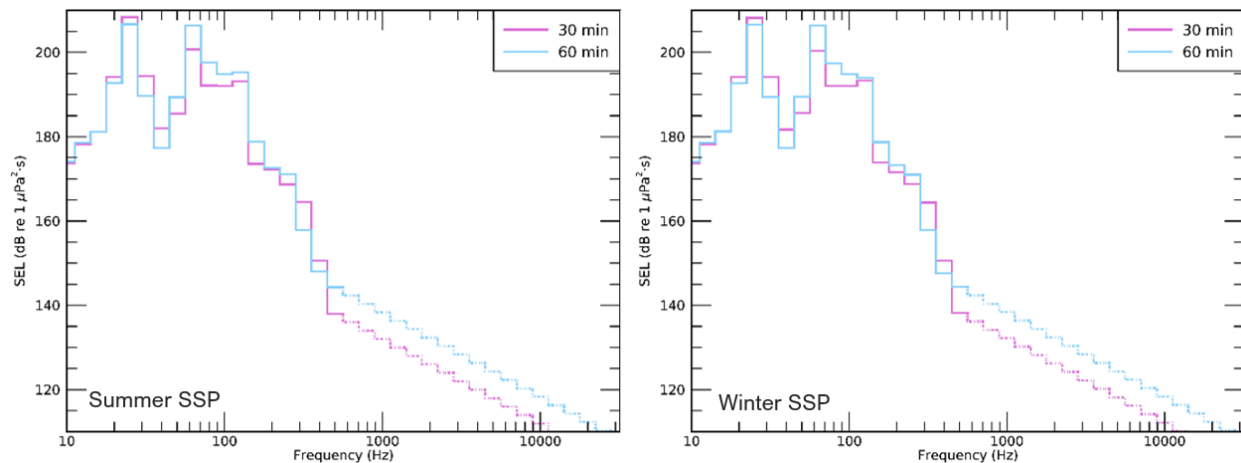 30 min
60 min
200
180
160
140
120
SEL (dB re 1 µPa²·s)
Summer SSP
10 100 1000 10000
Frequency (Hz)
30 min
60 min
200
180
160
140
120
SEL (dB re 1 µPa²·s)
Winter SSP
10 100 1000 10000
Frequency (Hz)